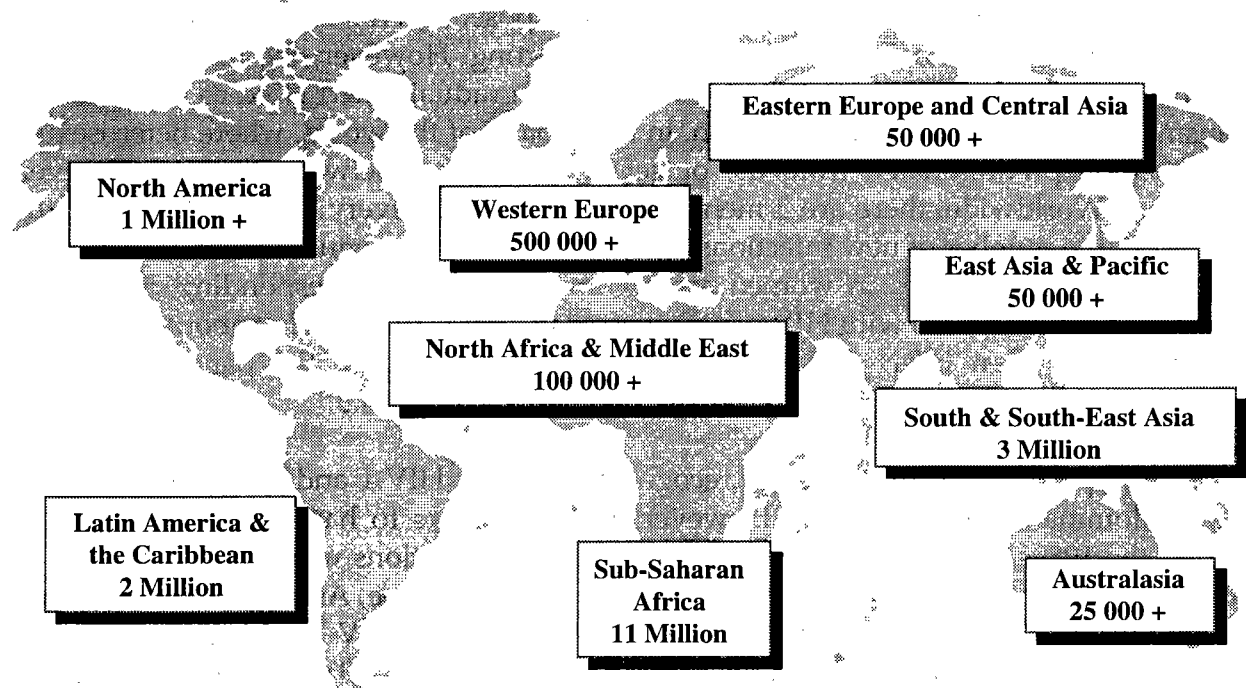 Eastern Europe and Central Asia
50 000 +
North America
1 Million +
Western Europe
500 000 +
East Asia & Pacific
50 000 +
North Africa & Middle East
100 000 +
South & South-East Asia
3 Million
Latin America &
the Caribbean
2 Million
Sub-Saharan
Africa
11 Million
Australasia
25 000 +